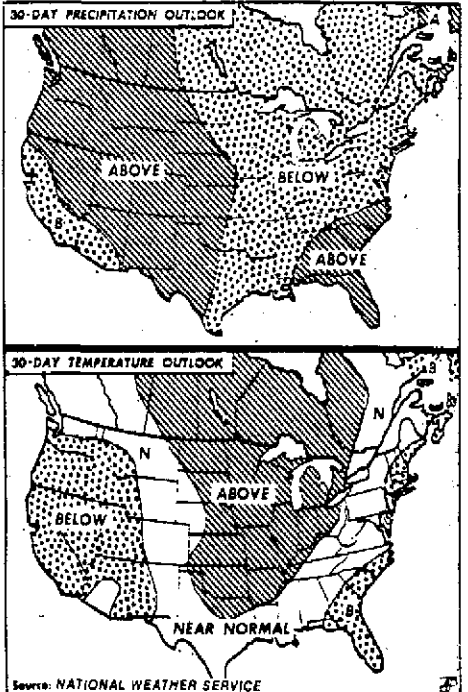 30-DAY PRECIPITATION OUTLOOK
A
ABOVE
BELOW
B
ABOVE
30-DAY TEMPERATURE OUTLOOK
B
N
N
ABOVE
BELOW
B
NEAR NORMAL
Source: NATIONAL WEATHER SERVICE